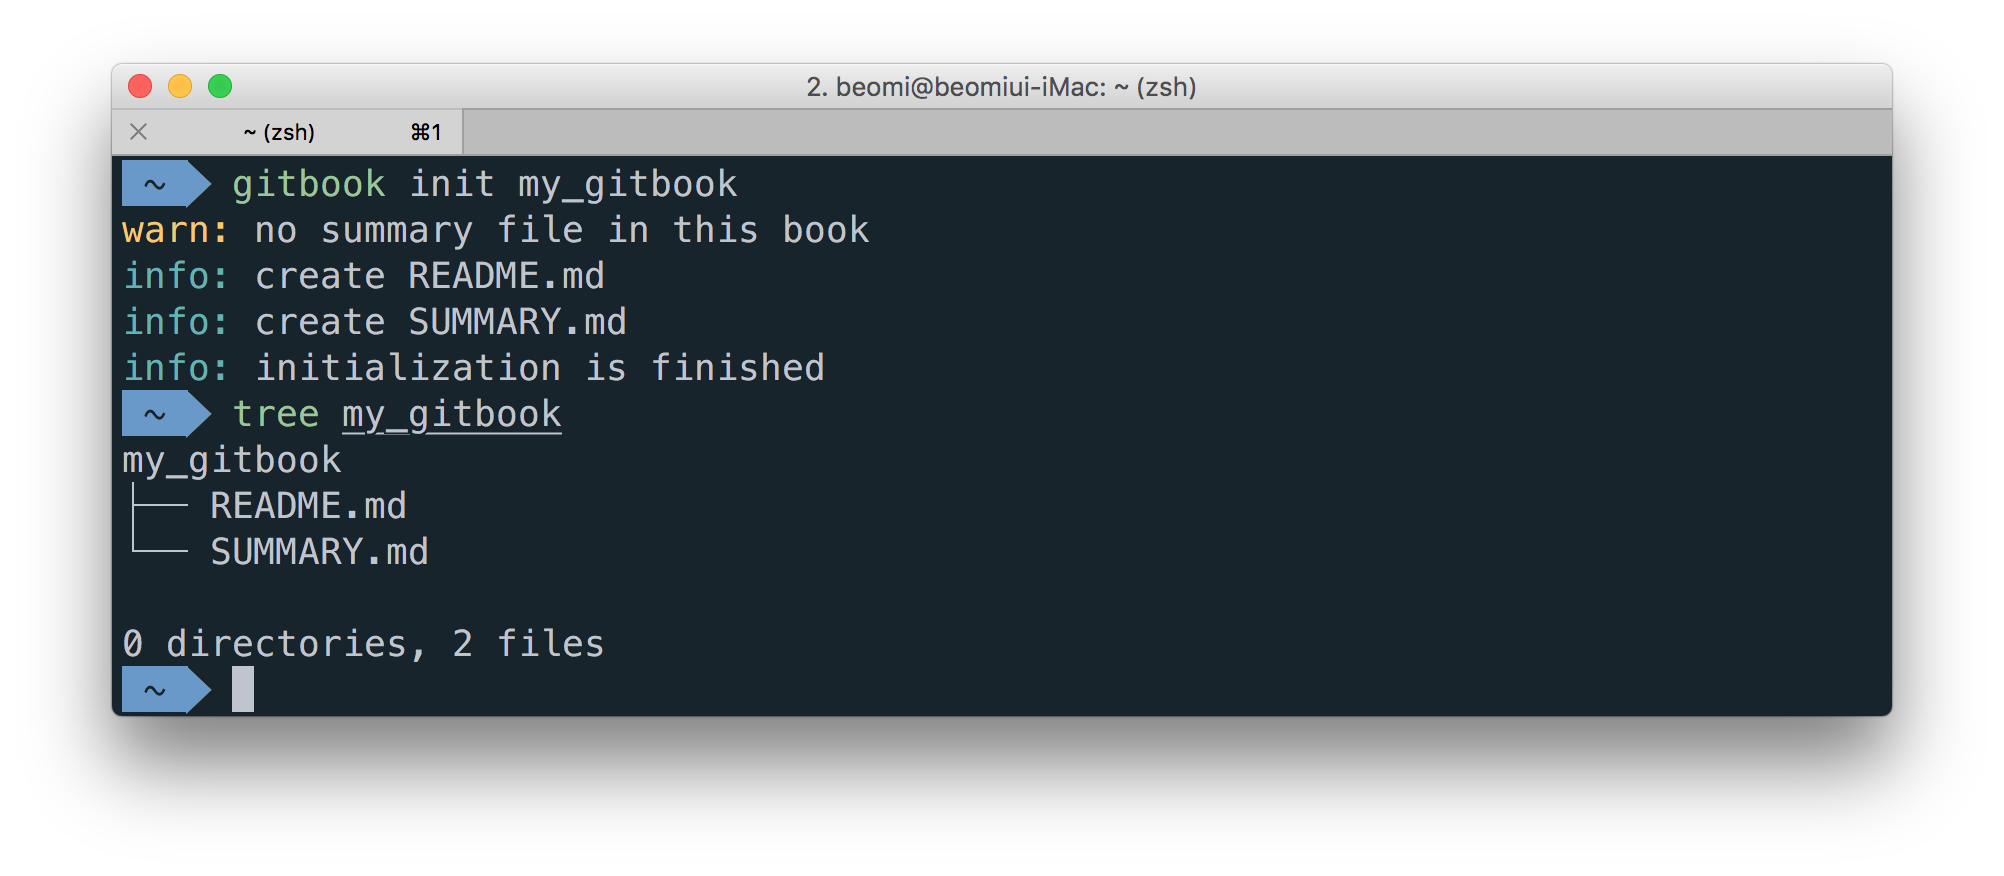 2. beomi@beomiui-iMac: ~ (zsh)
~ (zsh) ⌘1
~ gitbook init my_gitbook
warn: no summary file in this book
info: create README.md
info: create SUMMARY.md
info: initialization is finished
~ tree my_gitbook
my_gitbook
├── README.md
└── SUMMARY.md
0 directories, 2 files
~